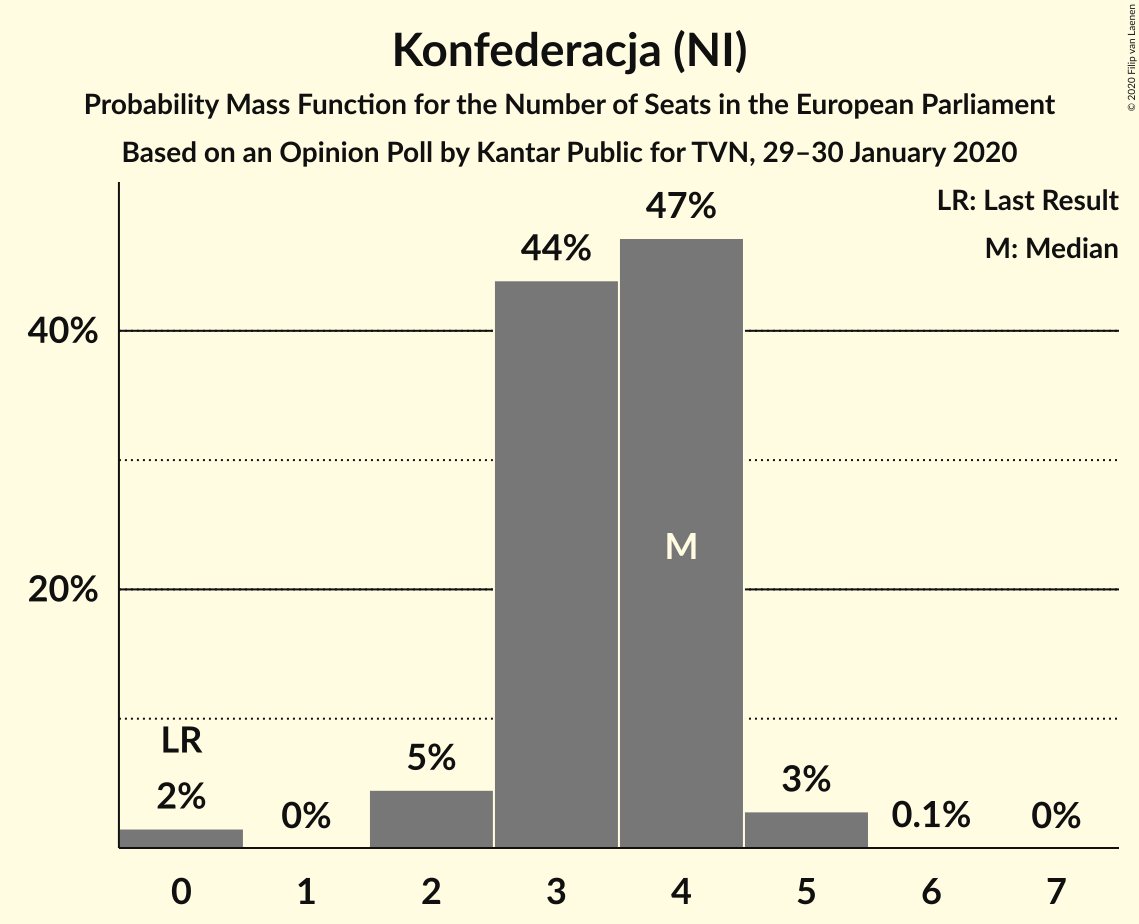 Konfederacja (NI)
Probability Mass Function for the Number of Seats in the European Parliament
Based on an Opinion Poll by Kantar Public for TVN, 29–30 January 2020
© 2020 Filip van Laenen
LR: Last Result
M: Median
47%
44%
40%
M
20%
LR
2%
0%
5%
3%
0.1%
0%
0 1 2 3 4 5 6 7